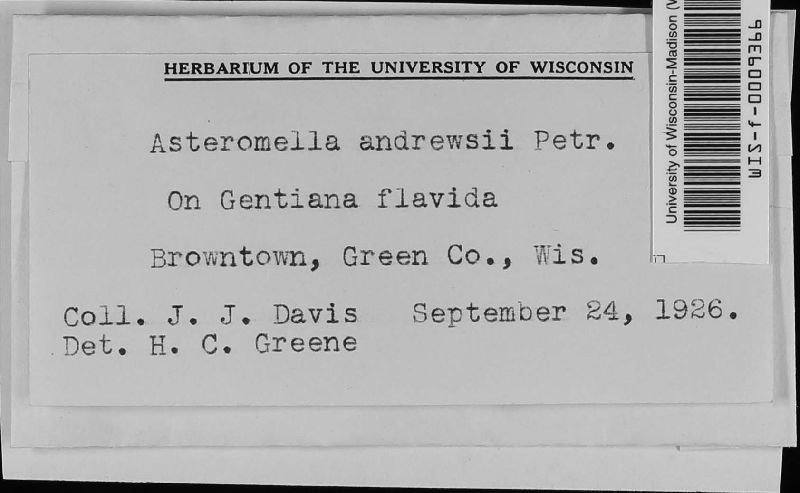 HERBARIUM OF THE UNIVERSITY OF WISCONSIN
Asteromella andrewsii Petr.
On Gentiana flavida
Browntown, Green Co., Wis.
Coll. J. J. Davis September 24, 1926.
Det. H. C. Greene
University of Wisconsin-Madison
WIS-f-0009366